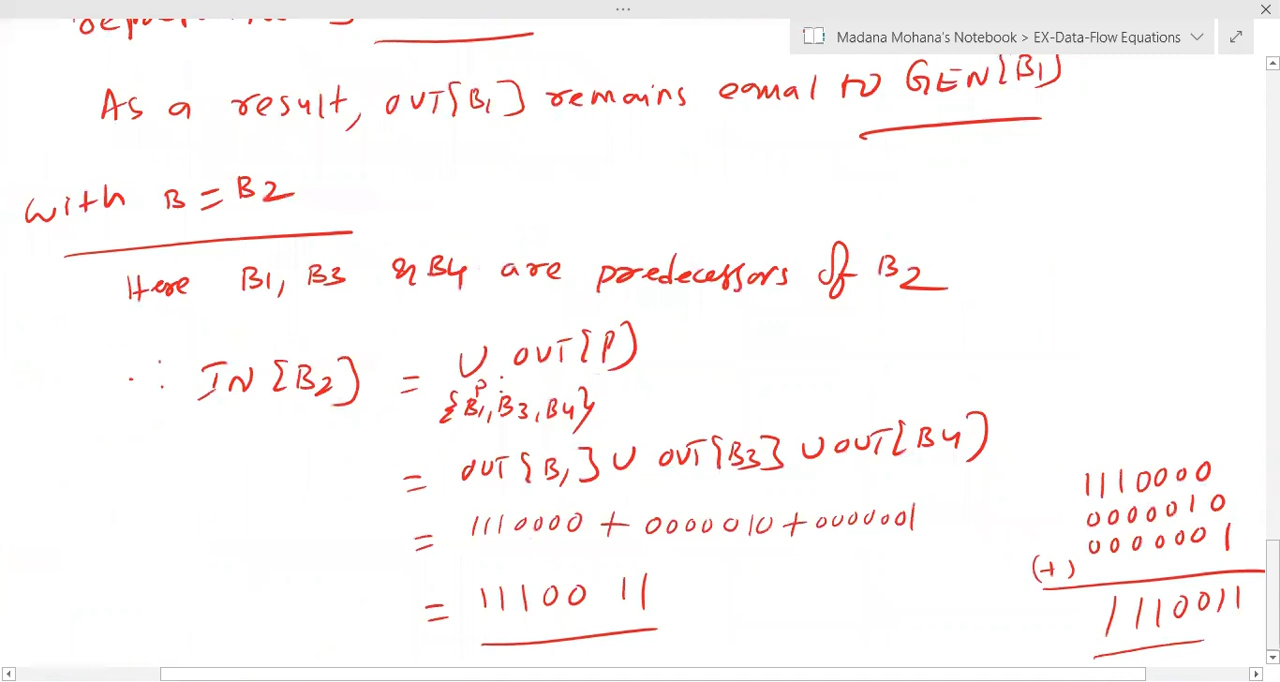 Madana Mohana's Notebook > EX-Data-Flow Equations
As a result, OUT[B1] remains equal to GEN[B1)
With B = B2
Here B1, B3 & B4 are predecessors of B2
∴ IN[B2] = ∪ OUT[P]
P:
{B1, B3, B4}
= OUT[B1] ∪ OUT[B3] ∪ OUT[B4]
= 1110000 + 0000010 + 0000001
= 1110011
1110000
0000010
0000001
(+)
1110011